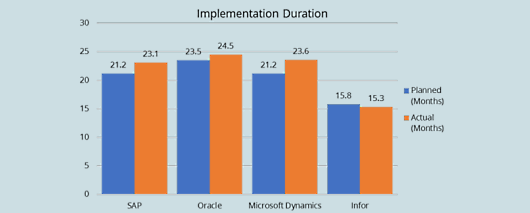 Implementation Duration
30
25
20
15
10
5
0
21.2
23.1
23.5
24.5
21.2
23.6
15.8
15.3
SAP
Oracle
Microsoft Dynamics
Infor
Planned
(Months)
Actual
(Months)